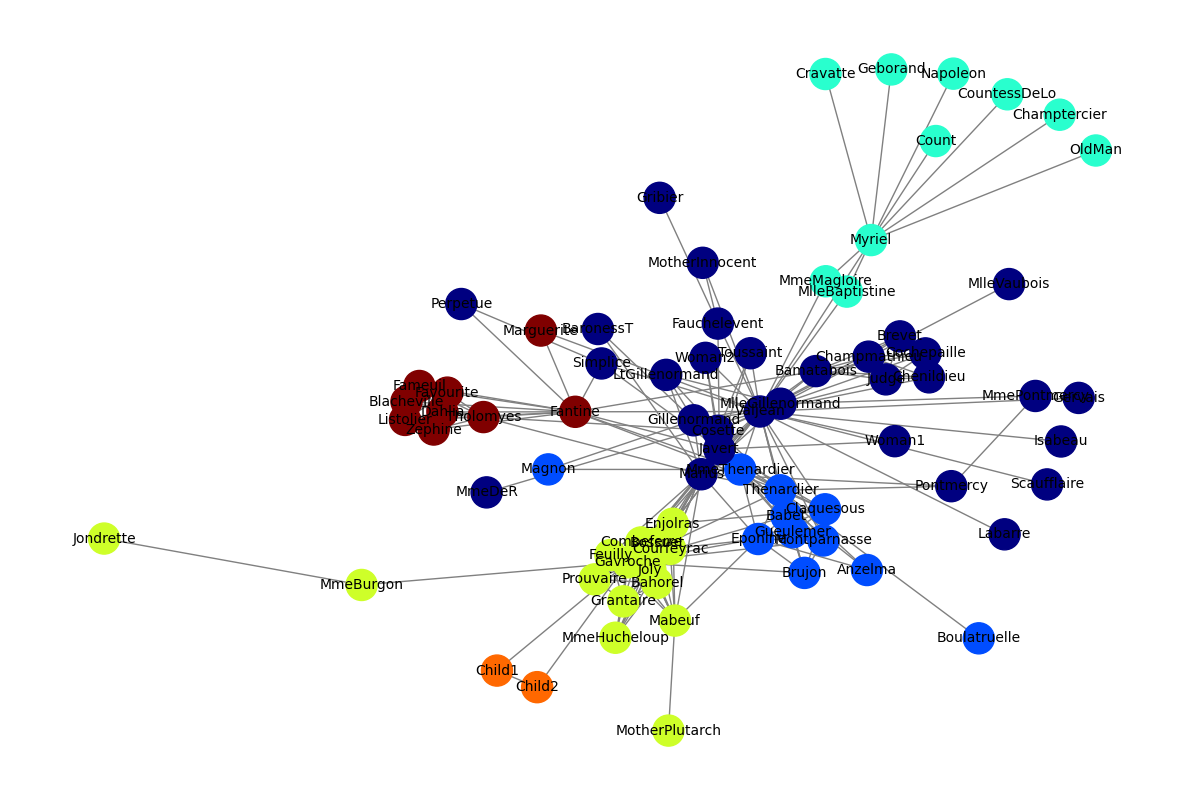 Cravatte
Geborand
Napoleon
CountessDeLo
Champtercier
Count
OldMan
Gribier
Myriel
MotherInnocent
MmeMagloire
MlleBaptistine
MlleVaubois
Perpetue
Marguerite
BaronessT
Fauchelevent
Brevet
Simplice
Woman2
Toussaint
Champmathieu
Cochepaille
LtGillenormand
Bamatabois
Judge
Chenildieu
Fameuil
Favourite
Blacheville
Dahlia
Listolier
Zephine
Tholomyes
Fantine
Gillenormand
MlleGillenormand
Valjean
MmePontmercy
Gervais
Cosette
Javert
Woman1
Isabeau
Magnon
Marius
MmeThenardier
MmeDeR
Thenardier
Pontmercy
Scaufflaire
Claquesous
Babet
Enjolras
Gueulemer
Labarre
Jondrette
Combeferre
Bossuet
Courfeyrac
Eponine
Montparnasse
Feuilly
Gavroche
Joly
Prouvaire
Bahorel
Brujon
Anzelma
MmeBurgon
Grantaire
Mabeuf
MmeHucheloup
Boulatruelle
Child1
Child2
MotherPlutarch